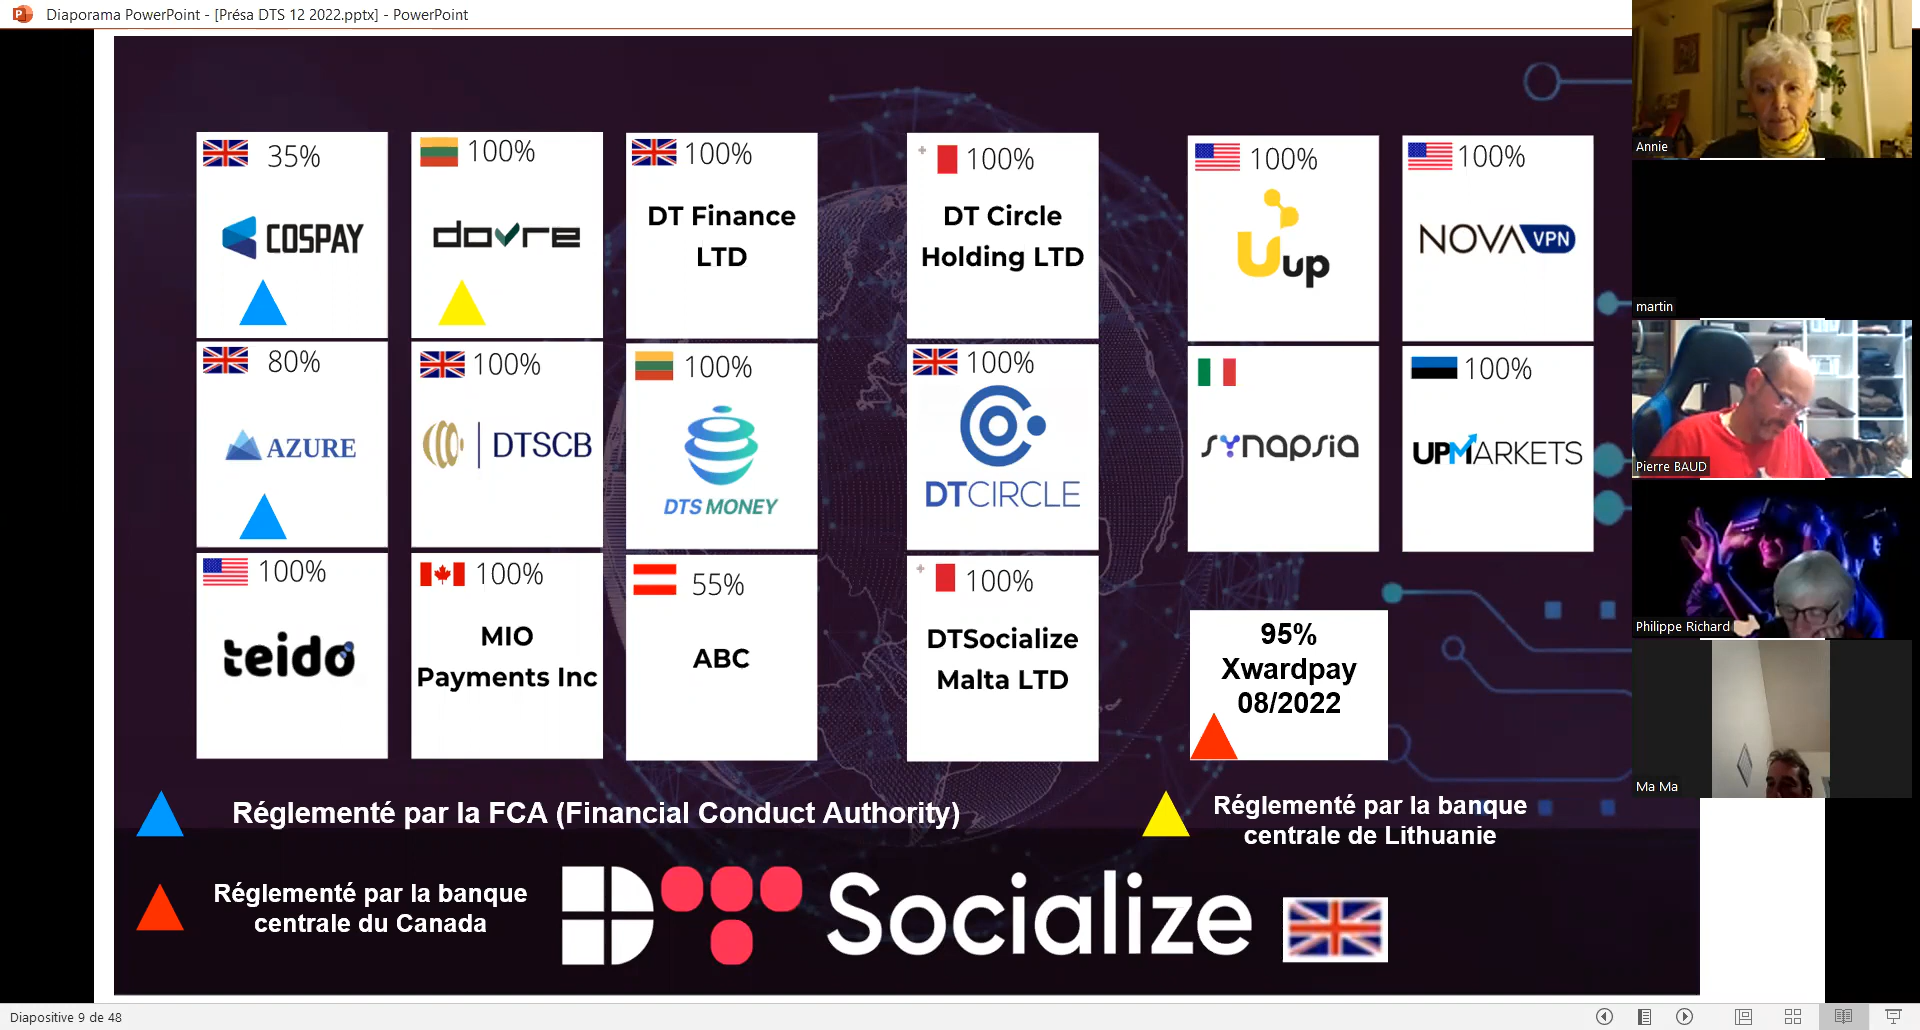 Diaporama PowerPoint - [Présa DTS 12 2022.pptx] - PowerPoint
35%
COSPAY
100%
dovre
100%
DT Finance
LTD
100%
DT Circle
Holding LTD
100%
Uup
100%
NOVA VPN
80%
AZURE
100%
DTSCB
100%
DTS MONEY
100%
DTCIRCLE
synapsia
100%
UPMARKETS
100%
teido
100%
MIO
Payments Inc
55%
ABC
100%
DTSocialize
Malta LTD
95%
Xwardpay
08/2022
Réglementé par la FCA (Financial Conduct Authority)
Réglementé par la banque
centrale de Lithuanie
Réglementé par la banque
centrale du Canada
DT Socialize
Annie
martin
Pierre BAUD
Philippe Richard
Ma Ma
Diapositive 9 de 48